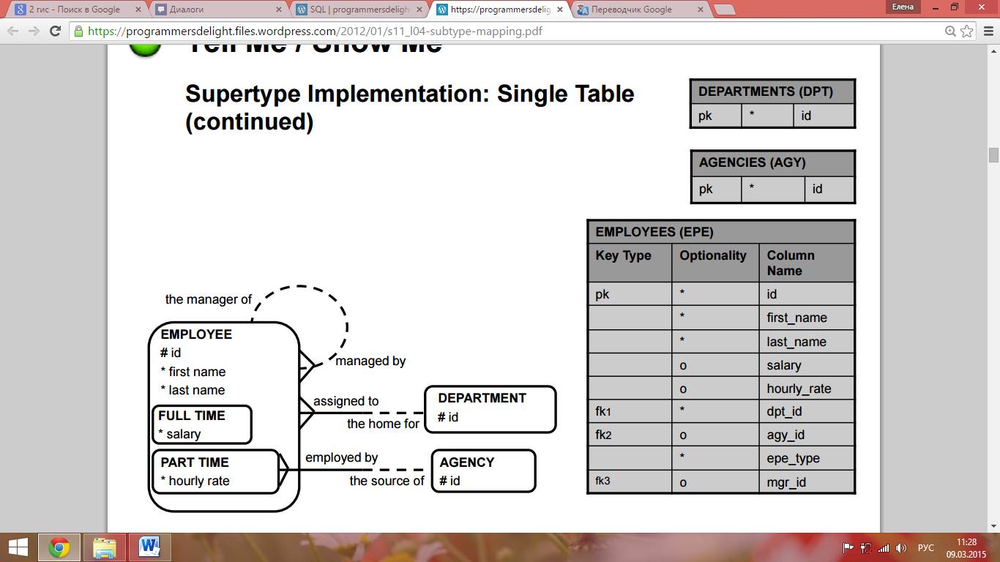 2 гис - Поиск в Google
Диалоги
SQL | programmersdeligh
https://programmersdelig
Переводчик Google
Елена
https://programmersdelight.files.wordpress.com/2012/01/s11_l04-subtype-mapping.pdf
Tell Me / Show Me
Supertype Implementation: Single Table
(continued)
DEPARTMENTS (DPT)
pk * id
AGENCIES (AGY)
pk * id
EMPLOYEES (EPE)
Key Type Optionality Column Name
pk * id
* first_name
* last_name
o salary
o hourly_rate
fk1 * dpt_id
fk2 o agy_id
* epe_type
fk3 o mgr_id
the manager of
EMPLOYEE
# id
* first name
* last name
managed by
FULL TIME
* salary
assigned to
the home for
DEPARTMENT
# id
PART TIME
* hourly rate
employed by
the source of
AGENCY
# id
РУС
11:28
09.03.2015